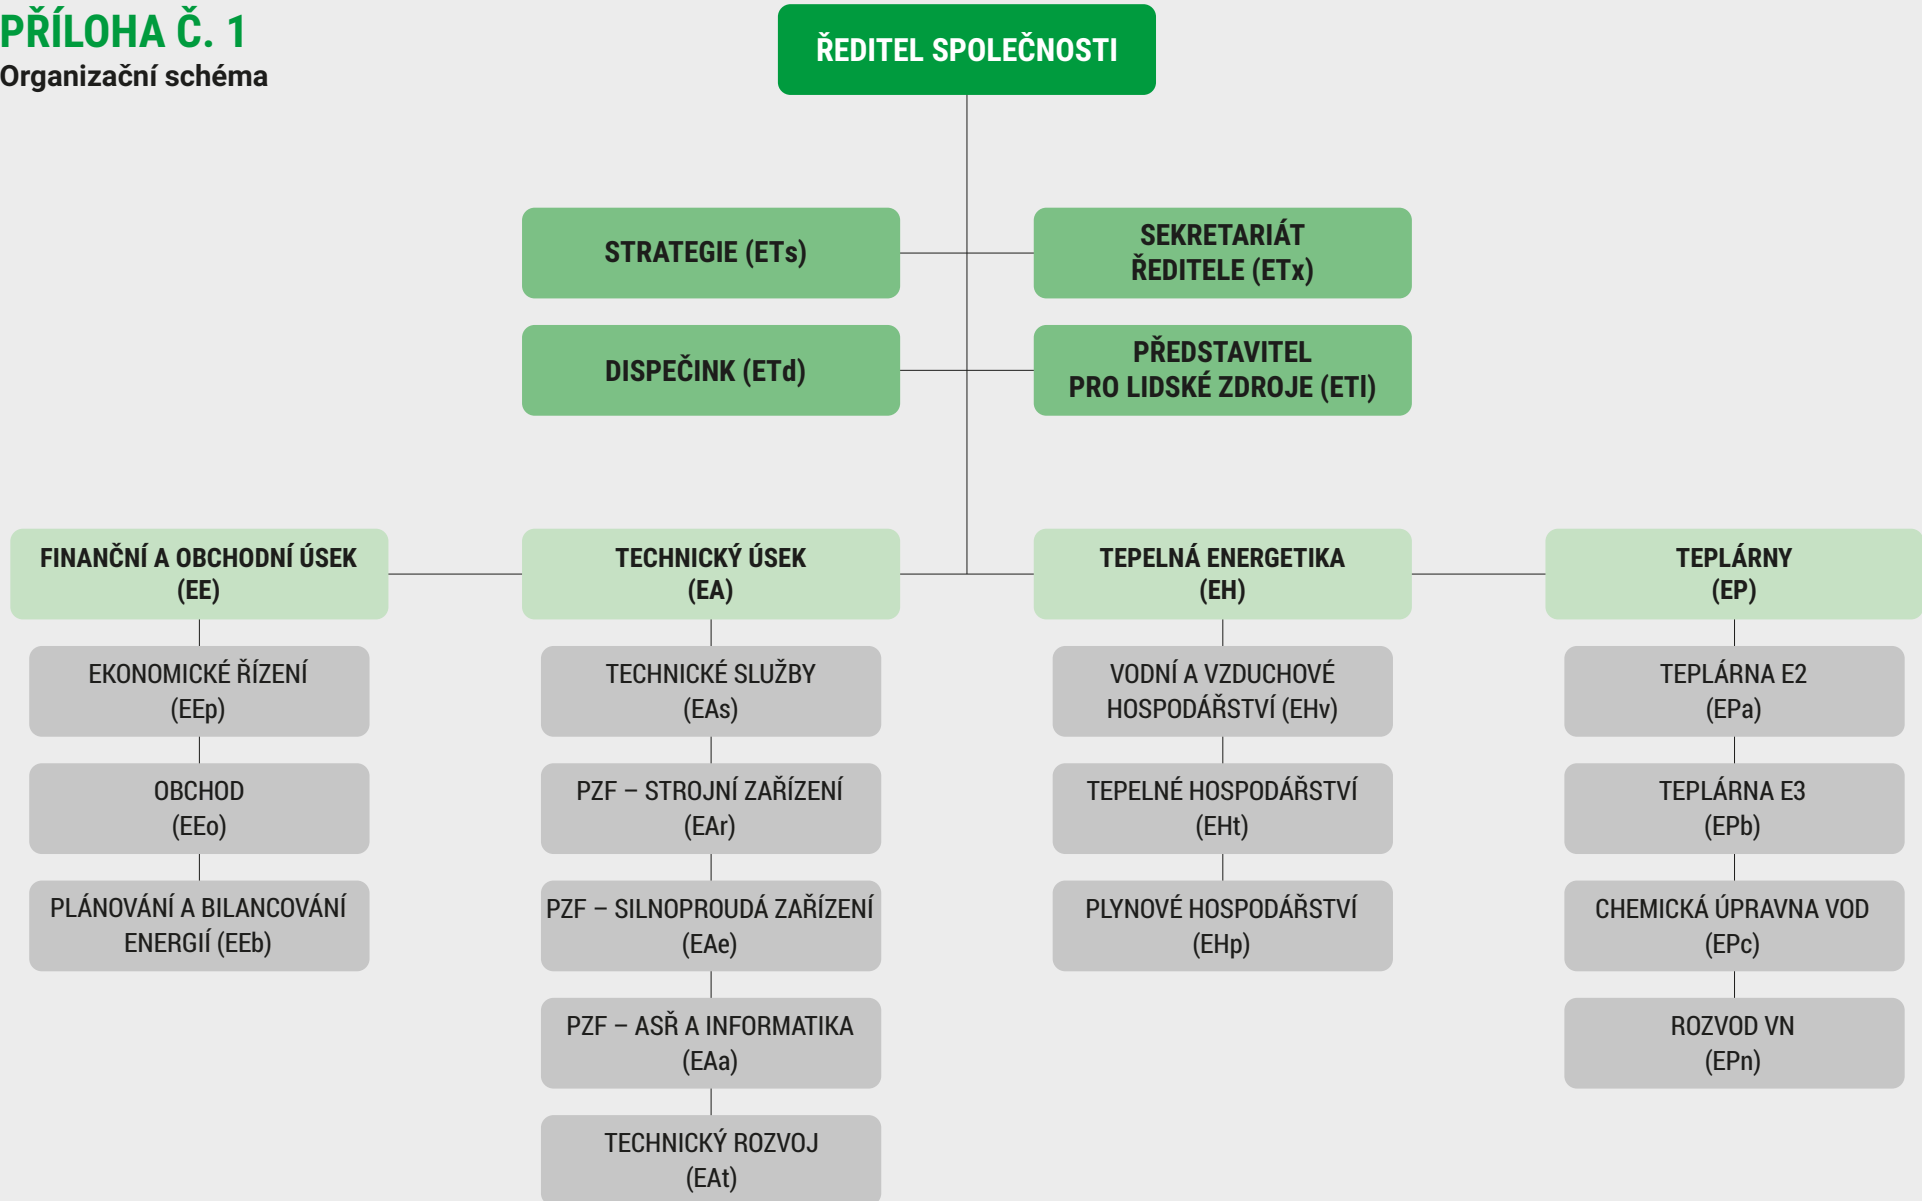 PŘÍLOHA Č. 1
Organizační schéma
ŘEDITEL SPOLEČNOSTI
STRATEGIE (ETs)
SEKRETARIÁT
ŘEDITELE (ETx)
DISPEČINK (ETd)
PŘEDSTAVITEL
PRO LIDSKÉ ZDROJE (ETl)
FINANČNÍ A OBCHODNÍ ÚSEK
(EE)
EKONOMICKÉ ŘÍZENÍ
(EEp)
OBCHOD
(EEo)
PLÁNOVÁNÍ A BILANCOVÁNÍ
ENERGIÍ (EEb)
TECHNICKÝ ÚSEK
(EA)
TECHNICKÉ SLUŽBY
(EAs)
PZF – STROJNÍ ZAŘÍZENÍ
(EAr)
PZF – SILNOPROUDÁ ZAŘÍZENÍ
(EAe)
PZF – ASŘ A INFORMATIKA
(EAa)
TECHNICKÝ ROZVOJ
(EAt)
TEPELNÁ ENERGETIKA
(EH)
VODNÍ A VZDUCHOVÉ
HOSPODÁŘSTVÍ (EHv)
TEPELNÉ HOSPODÁŘSTVÍ
(EHt)
PLYNOVÉ HOSPODÁŘSTVÍ
(EHp)
TEPLÁRNY
(EP)
TEPLÁRNA E2
(EPa)
TEPLÁRNA E3
(EPb)
CHEMICKÁ ÚPRAVNA VOD
(EPc)
ROZVOD VN
(EPn)